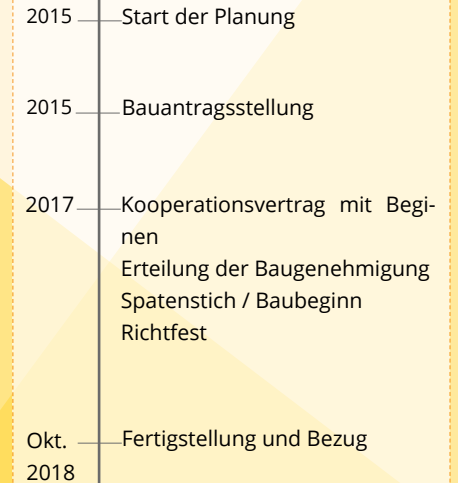 2015 Start der Planung
2015 Bauantragsstellung
2017 Kooperationsvertrag mit Begi-
nen
Erteilung der Baugenehmigung
Spatenstich / Baubeginn
Richtfest
Okt. Fertigstellung und Bezug
2018